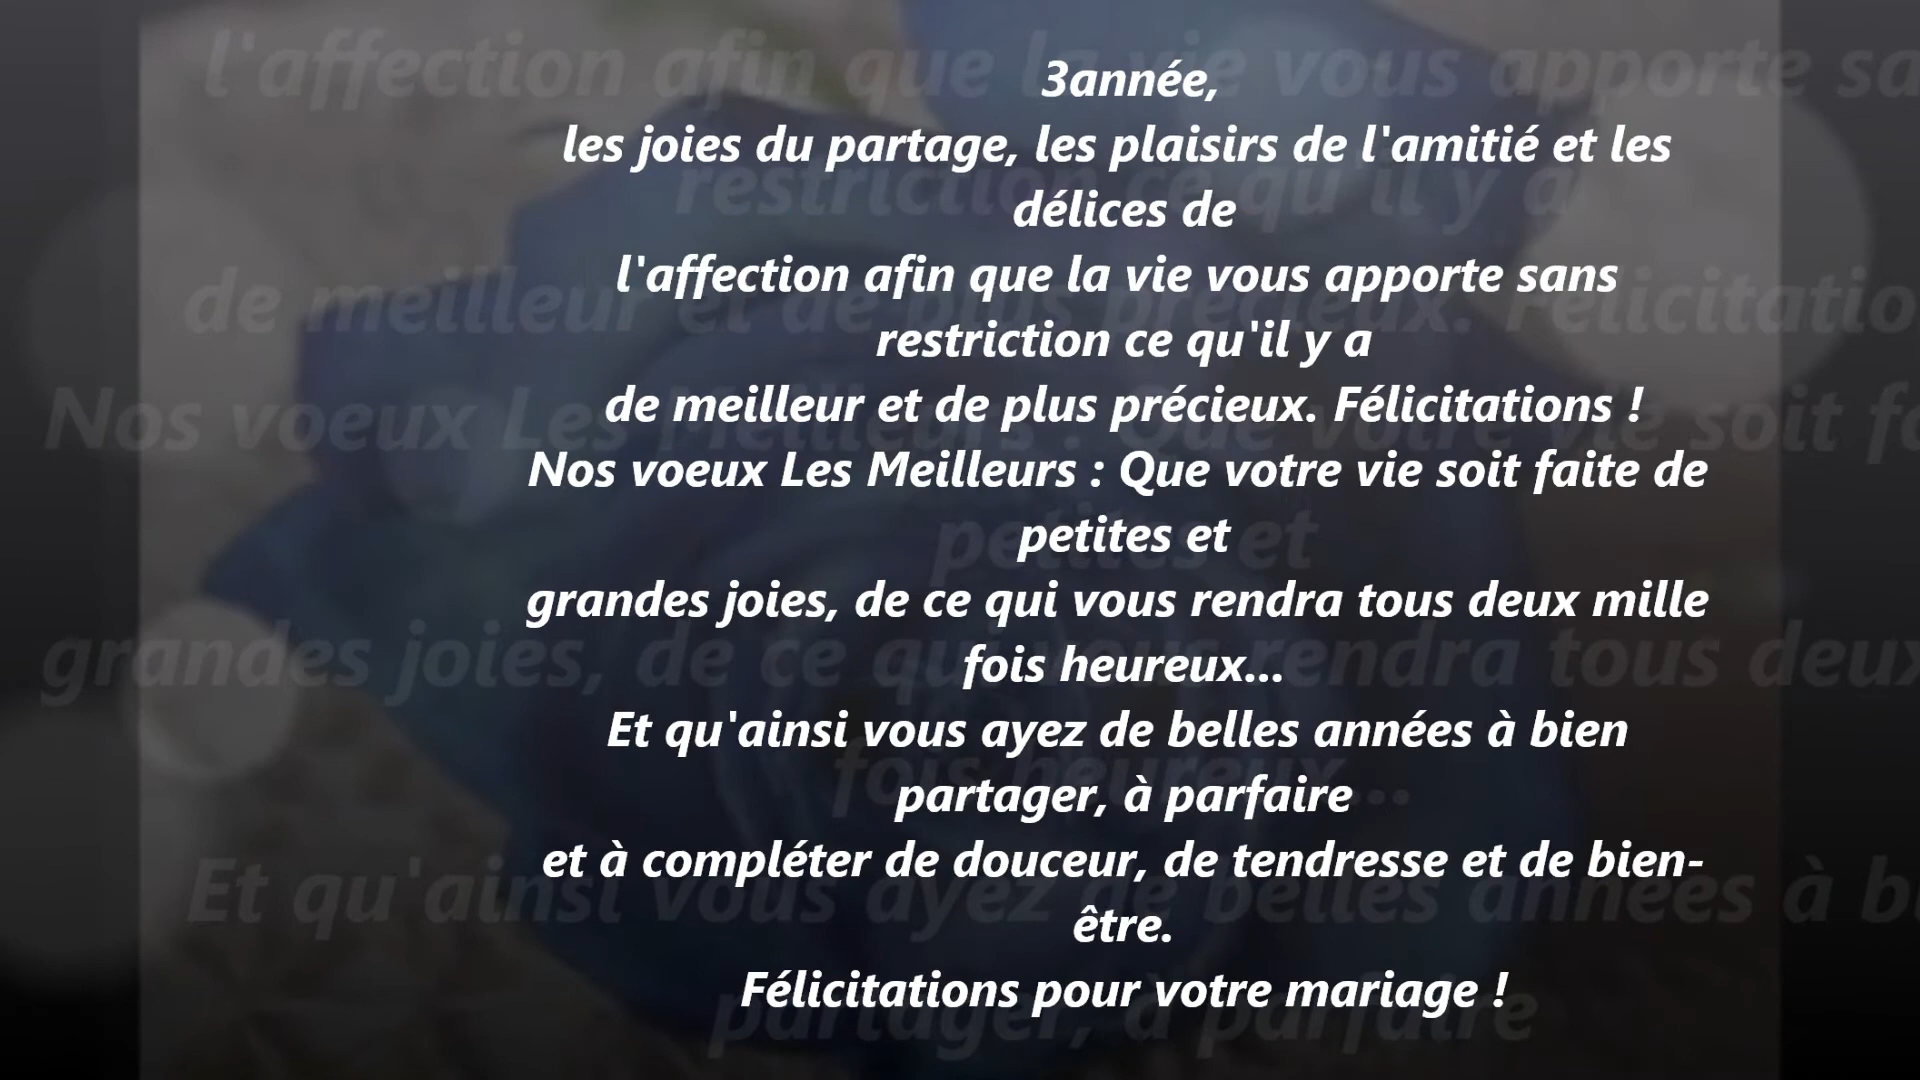 3année,
les joies du partage, les plaisirs de l'amitié et les
délices de
l'affection afin que la vie vous apporte sans
restriction ce qu'il y a
de meilleur et de plus précieux. Félicitations !
Nos voeux Les Meilleurs : Que votre vie soit faite de
petites et
grandes joies, de ce qui vous rendra tous deux mille
fois heureux...
Et qu'ainsi vous ayez de belles années à bien
partager, à parfaire
et à compléter de douceur, de tendresse et de bien-
être.
Félicitations pour votre mariage !